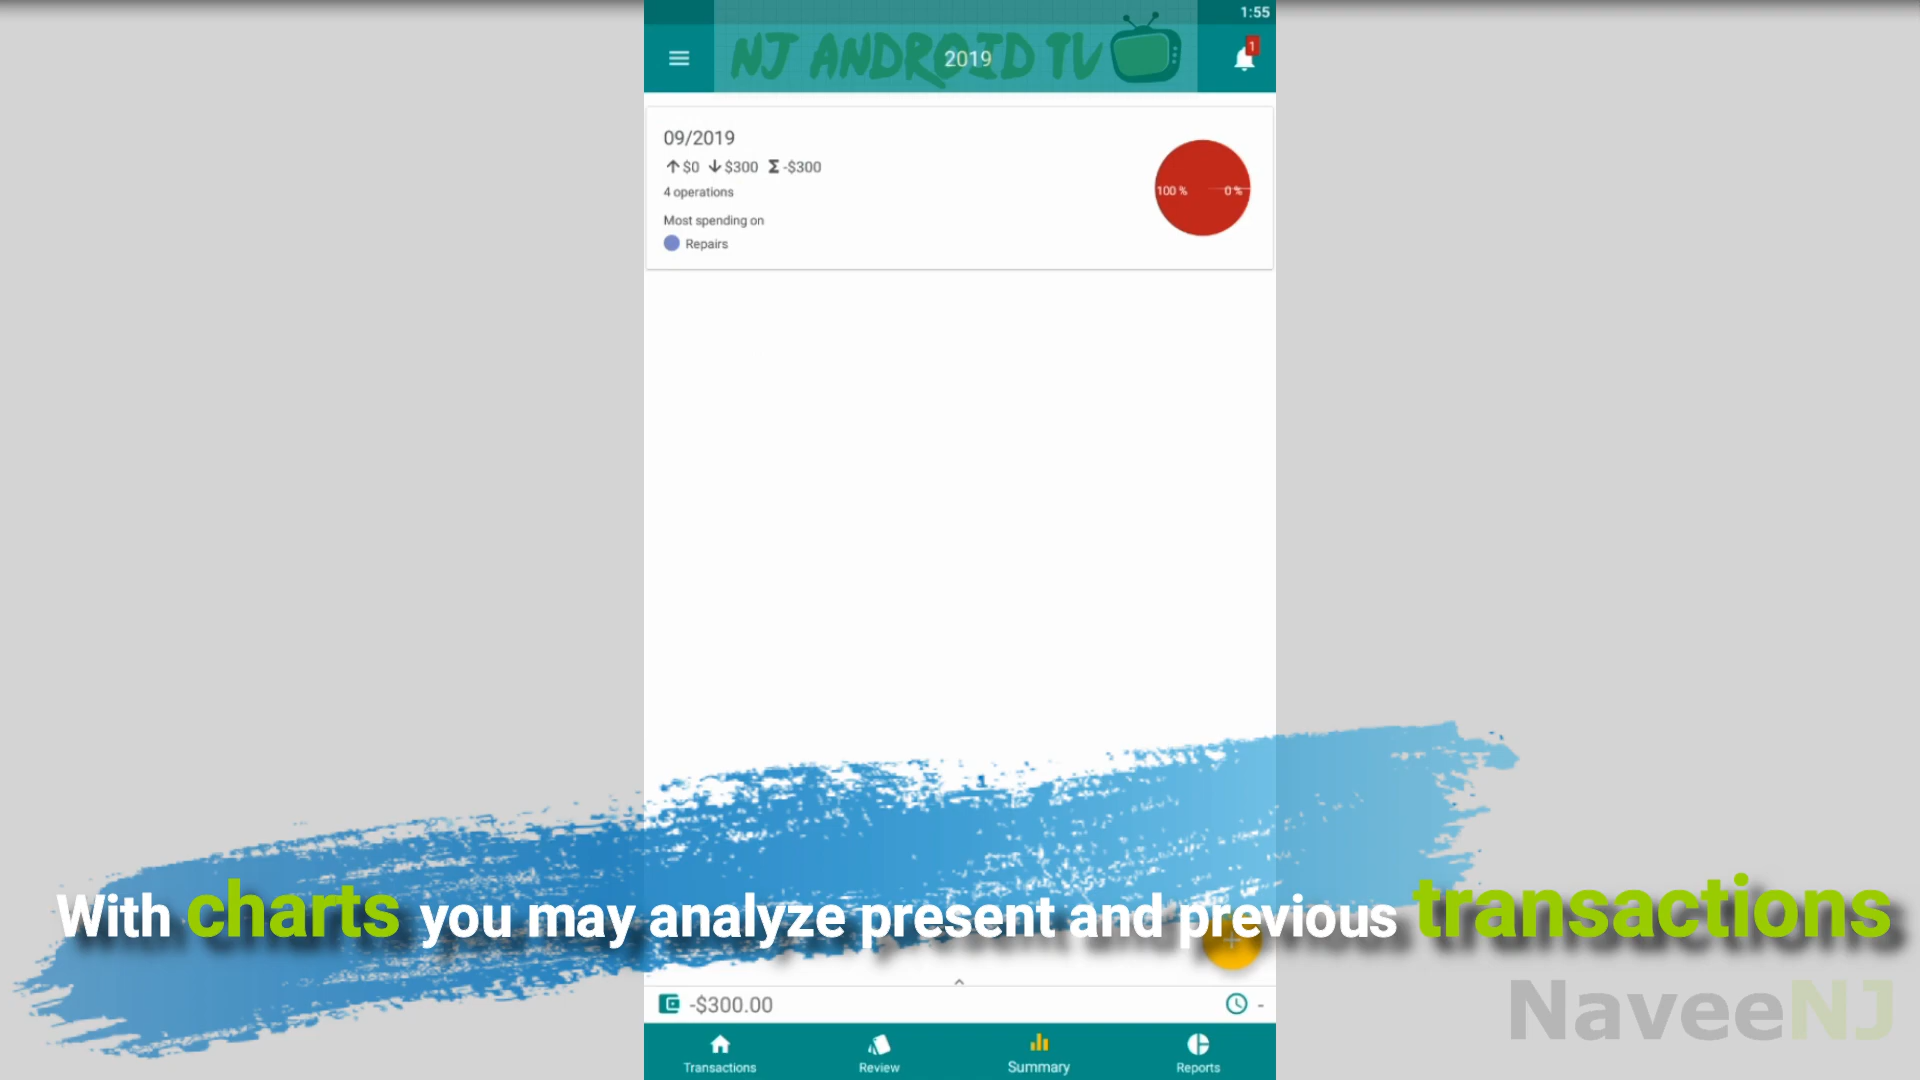 1:55
NJ ANDROID TV
2019
1
09/2019
$0 $300 Σ -$300
4 operations
100 % 0 %
Most spending on
Repairs
With charts you may analyze present and previous transactions
-$300.00 -
NaveeNJ
Transactions Review Summary Reports